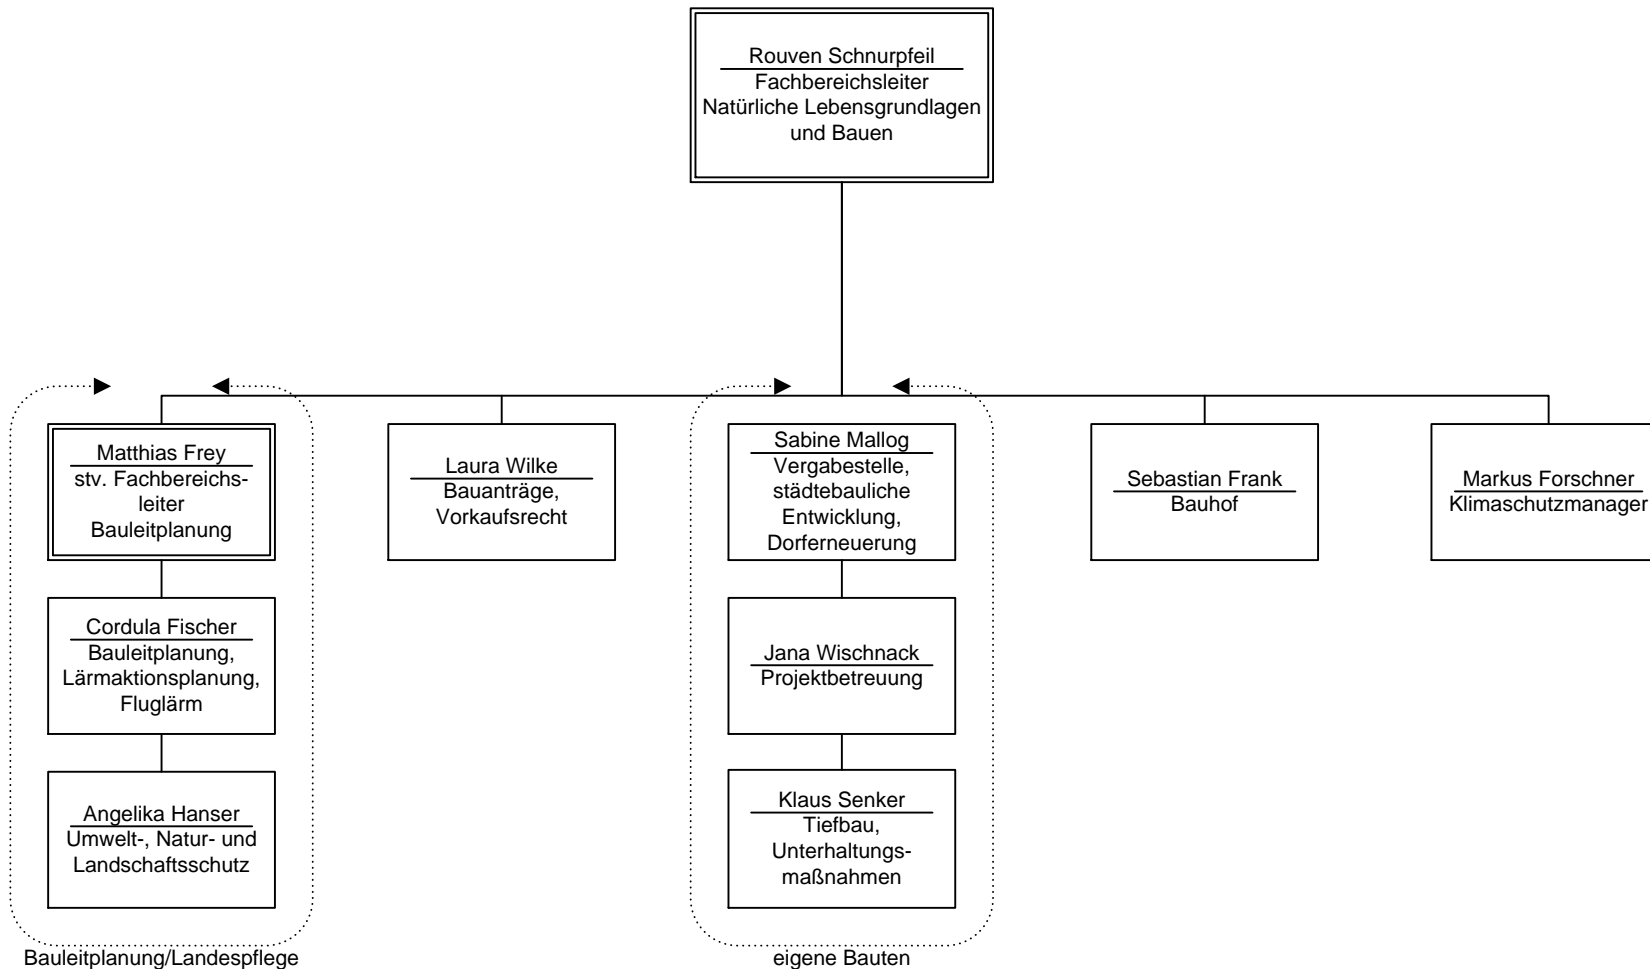 Rouven Schnurpfeil
Fachbereichsleiter
Natürliche Lebensgrundlagen
und Bauen
Matthias Frey
stv. Fachbereichs-
leiter
Bauleitplanung
Laura Wilke
Bauanträge,
Vorkaufsrecht
Sabine Mallog
Vergabestelle,
städtebauliche
Entwicklung,
Dorferneuerung
Sebastian Frank
Bauhof
Markus Forschner
Klimaschutzmanager
Cordula Fischer
Bauleitplanung,
Lärmaktionsplanung,
Fluglärm
Jana Wischnack
Projektbetreuung
Angelika Hanser
Umwelt-, Natur- und
Landschaftsschutz
Klaus Senker
Tiefbau,
Unterhaltungs-
maßnahmen
Bauleitplanung/Landespflege
eigene Bauten